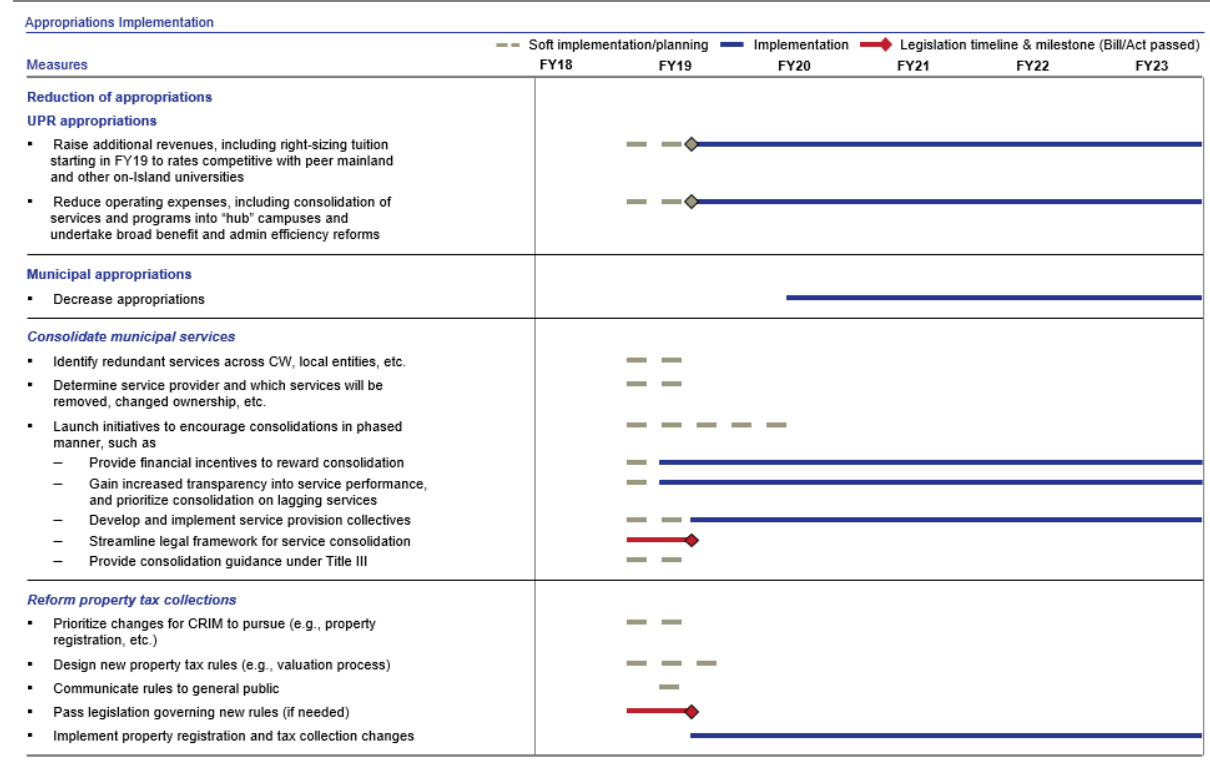 Appropriations Implementation
Soft implementation/planning Implementation Legislation timeline & milestone (Bill/Act passed)
Measures FY18 FY19 FY20 FY21 FY22 FY23
Reduction of appropriations
UPR appropriations
▪ Raise additional revenues, including right-sizing tuition
starting in FY19 to rates competitive with peer mainland
and other on-Island universities
▪ Reduce operating expenses, including consolidation of
services and programs into “hub” campuses and
undertake broad benefit and admin efficiency reforms
Municipal appropriations
▪ Decrease appropriations
Consolidate municipal services
▪ Identify redundant services across CW, local entities, etc.
▪ Determine service provider and which services will be
removed, changed ownership, etc.
▪ Launch initiatives to encourage consolidations in phased
manner, such as
– Provide financial incentives to reward consolidation
– Gain increased transparency into service performance,
and prioritize consolidation on lagging services
– Develop and implement service provision collectives
– Streamline legal framework for service consolidation
– Provide consolidation guidance under Title III
Reform property tax collections
▪ Prioritize changes for CRIM to pursue (e.g., property
registration, etc.)
▪ Design new property tax rules (e.g., valuation process)
▪ Communicate rules to general public
▪ Pass legislation governing new rules (if needed)
▪ Implement property registration and tax collection changes